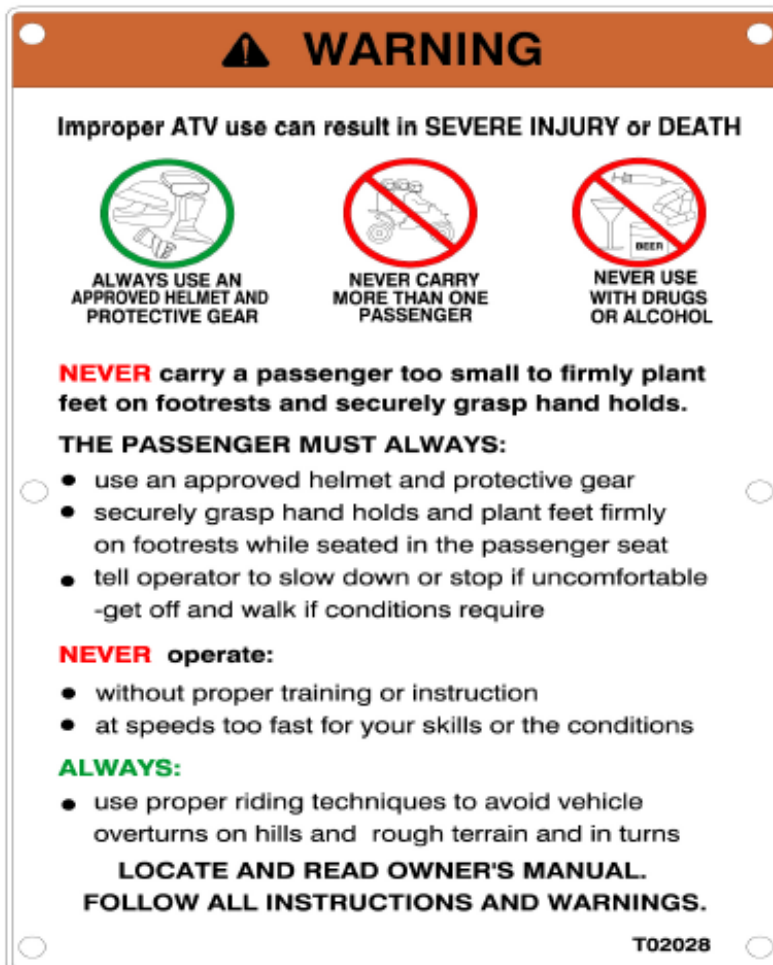 WARNING
Improper ATV use can result in SEVERE INJURY or DEATH
ALWAYS USE AN
APPROVED HELMET AND
PROTECTIVE GEAR
NEVER CARRY
MORE THAN ONE
PASSENGER
BEER
NEVER USE
WITH DRUGS
OR ALCOHOL
NEVER carry a passenger too small to firmly plant
feet on footrests and securely grasp hand holds.
THE PASSENGER MUST ALWAYS:
● use an approved helmet and protective gear
● securely grasp hand holds and plant feet firmly
on footrests while seated in the passenger seat
● tell operator to slow down or stop if uncomfortable
-get off and walk if conditions require
NEVER operate:
● without proper training or instruction
● at speeds too fast for your skills or the conditions
ALWAYS:
● use proper riding techniques to avoid vehicle
overturns on hills and rough terrain and in turns
LOCATE AND READ OWNER'S MANUAL.
FOLLOW ALL INSTRUCTIONS AND WARNINGS.
T02028